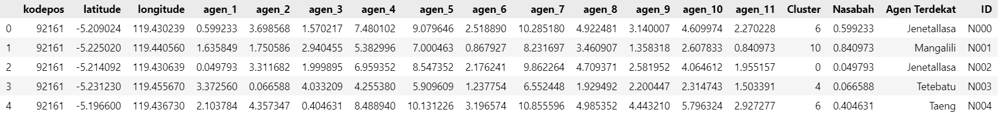 kodepos latitude longitude agen_1 agen_2 agen_3 agen_4 agen_5 agen_6 agen_7 agen_8 agen_9 agen_10 agen_11 Cluster Nasabah Agen Terdekat ID
0 92161 -5.209024 119.430239 0.599233 3.698568 1.570217 7.480102 9.079646 2.518890 10.285180 4.922481 3.140007 4.609974 2.270228 6 0.599233 Jenetallasa N000
1 92161 -5.225020 119.440560 1.635849 1.750586 2.940455 5.382996 7.000463 0.867927 8.231697 3.460907 1.358318 2.607833 0.840973 10 0.840973 Mangalili N001
2 92161 -5.214092 119.430639 0.049793 3.311682 1.999895 6.959352 8.547352 2.176241 9.862264 4.709371 2.581952 4.064612 1.955157 0 0.049793 Jenetallasa N002
3 92161 -5.231230 119.455670 3.372560 0.066588 4.033209 4.255380 5.909609 1.237754 6.552448 1.929492 2.200447 2.314743 1.503391 4 0.066588 Tetebatu N003
4 92161 -5.196600 119.436730 2.103784 4.357347 0.404631 8.488940 10.131226 3.196574 10.855596 4.985352 4.443210 5.796324 2.927277 6 0.404631 Taeng N004